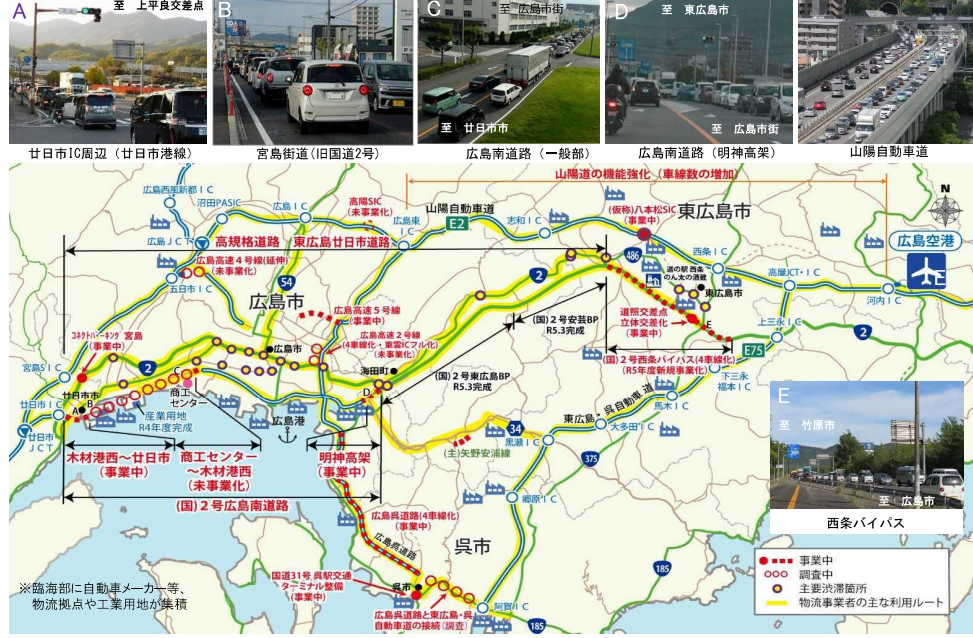 A
至 上平良交差点
B
C
至 広島市街
至 廿日市市
D
至 東広島市
至 広島市街
廿日市IC周辺（廿日市港線）
宮島街道(旧国道2号)
広島南道路（一般部）
広島南道路（明神高架）
山陽自動車道
山陽道の機能強化（車線数の増加）
広島西風新都IC
沼田PASIC
広島IC
高陽SIC
(未事業化)
広島東
IC
山陽自動車道
E2
志和IC
(仮称)八本松SIC
(事業中)
東広島市
N
広島JCT
高規格道路 東広島廿日市道路
広島高速4号線(延伸)
(未事業化)
五日市IC
54
広島市
2
486
道の駅 西条
のん太の酒蔵
西条IC
高屋JCT・IC
広島空港
河内IC
東広島市
広島高速5号線
(事業中)
(国)2号安芸BP
R5.3完成
道照交差点
立体交差化
(事業中)
E
上三永IC
2
コネクトパーキング 宮島
(事業中)
広島高速2号線
(4車線化・東雲ICフル化)
(未事業化)
広島市
海田町
(国)2号東広島BP
R5.3完成
E75
(国)2号西条バイパス(4車線化)
(R5年度新規事業化)
下三永
福本IC
宮島SIC
2
C
商工
センター
D
廿日市IC
廿日市市
A
B
産業用地
R4年度完成
広島港
廿日市
JCT
34
(主)矢野安浦線
東広島・呉自動車道
馬木IC
大多田IC
黒瀬IC
木材港西～廿日市
(事業中)
商工センター
～木材港西
(未事業化)
明神高架
(事業中)
(国)2号広島南道路
375
郷原IC
E
至 竹原市
至 広島市
西条バイパス
広島呉道路(4車線化)
(事業中)
広島呉道路
呉市
国道31号 呉駅交通
ターミナル整備
(事業中)
呉市
広島呉道路と東広島・呉
自動車道の接続(調査)
阿賀IC
185
185
※臨海部に自動車メーカー等、
物流拠点や工業用地が集積
事業中
調査中
主要渋滞箇所
物流事業者の主な利用ルート